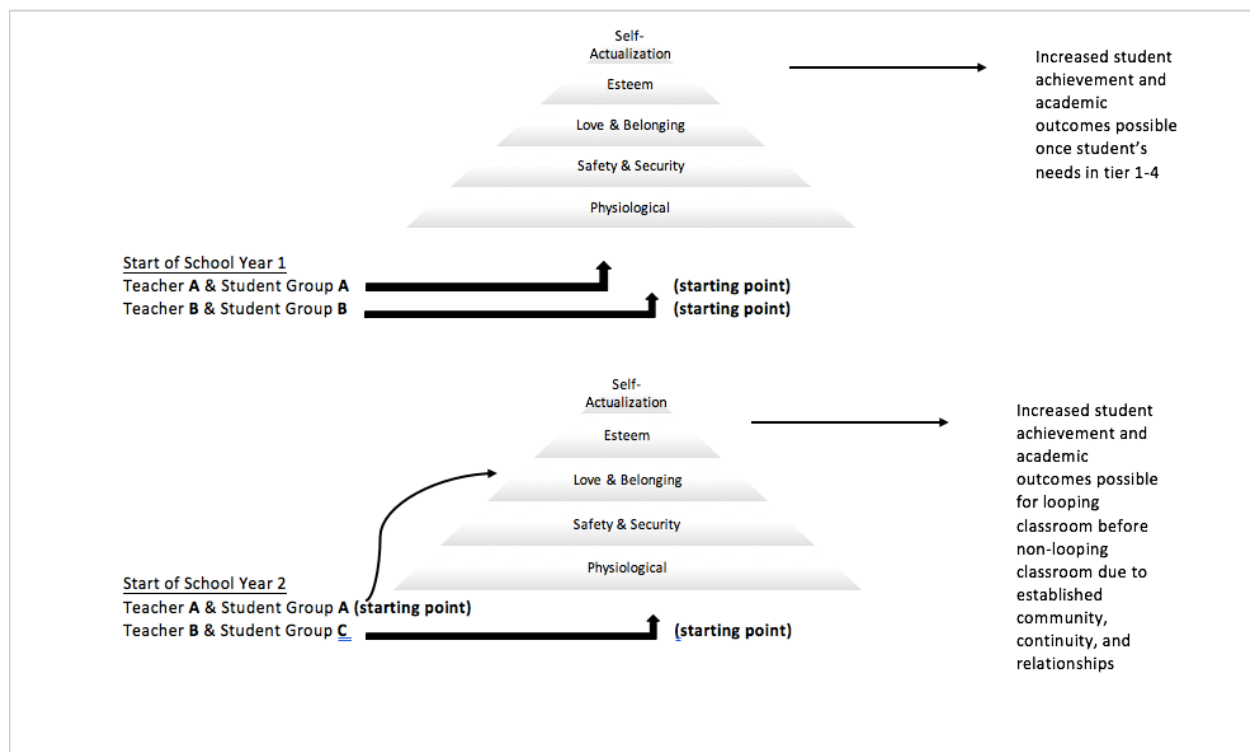 Self-
Actualization
Esteem
Love & Belonging
Safety & Security
Physiological
Increased student
achievement and
academic
outcomes possible
once student's
needs in tier 1-4
Start of School Year 1
Teacher A & Student Group A
(starting point)
Teacher B & Student Group B
(starting point)
Self-
Actualization
Esteem
Love & Belonging
Safety & Security
Physiological
Increased student
achievement and
academic
outcomes possible
for looping
classroom before
non-looping
classroom due to
established
community,
continuity, and
relationships
Start of School Year 2
Teacher A & Student Group A (starting point)
Teacher B & Student Group C
(starting point)